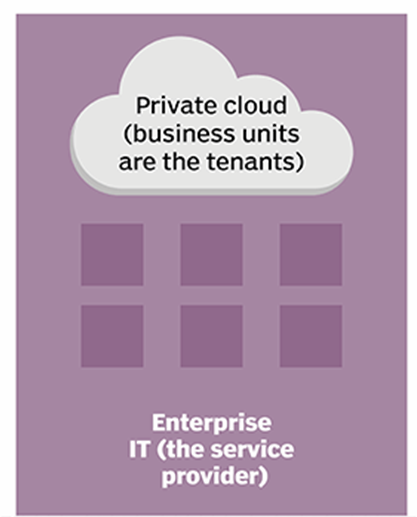 Private cloud
(business units
are the tenants)
Enterprise
IT (the service
provider)